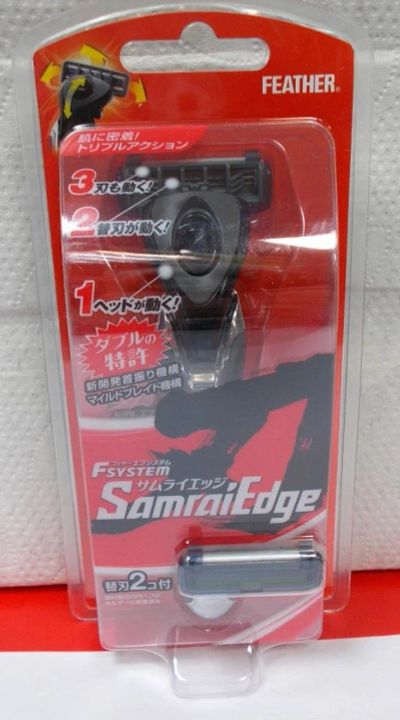 FEATHER®
肌に密着!
トリプルアクション
3刃も動く!
2替刃が動く!
1ヘッドが動く!
ダブルの
特許
新開発首振り機構
マイルドブレイド機構
フェザーエフシステム
F SYSTEM
サムライエッジ
SamraiEdge
替刃2コ付